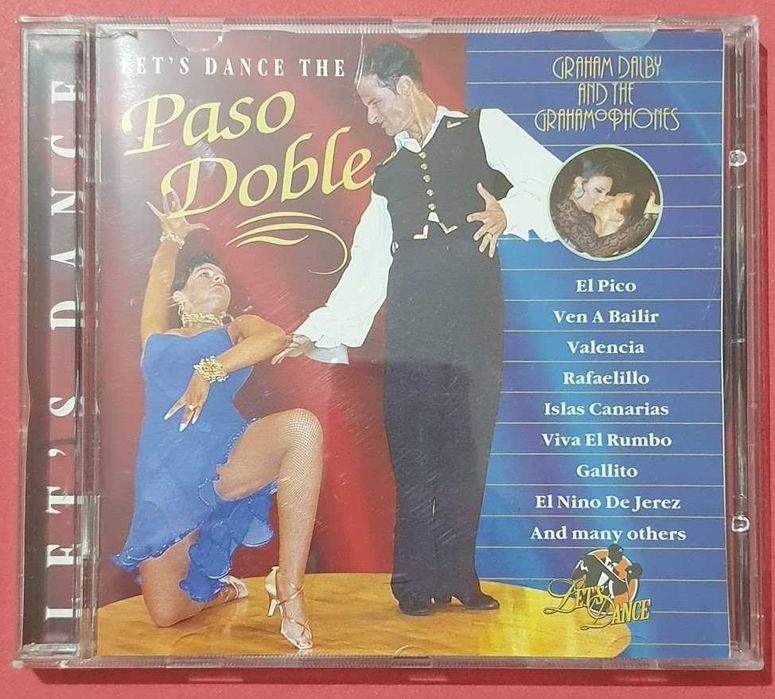 LET'S DANCE
LET'S DANCE THE
Paso
Doble
GRAHAM DALBY
AND THE
GRAHAMOPHONES
El Pico
Ven A Bailir
Valencia
Rafaelillo
Islas Canarias
Viva El Rumbo
Gallito
El Nino De Jerez
And many others
LET'S
DANCE